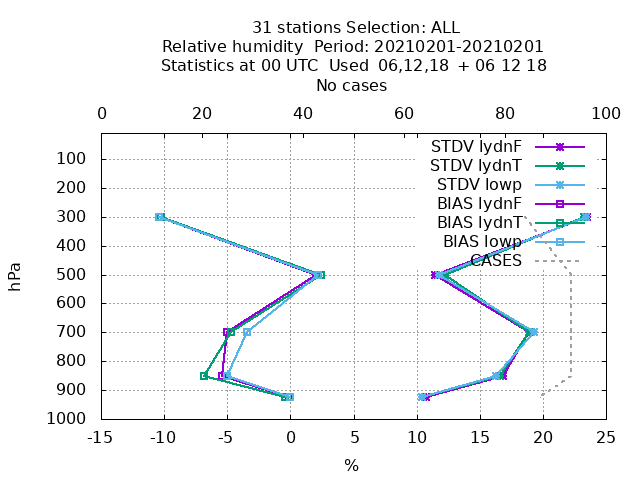 31 stations Selection: ALL
Relative humidity  Period: 20210201-20210201
Statistics at 00 UTC  Used  06,12,18  + 06 12 18
No cases
0 20 40 60 80 100
STDV lydnF
STDV lydnT
STDV lowp
BIAS lydnF
BIAS lydnT
BIAS lowp
CASES
hPa
100
200
300
400
500
600
700
800
900
1000
-15 -10 -5 0 5 10 15 20 25
%